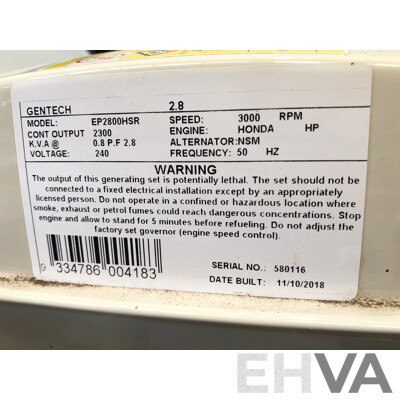 GENTECH 2.8
MODEL: EP2800HSR SPEED: 3000 RPM
CONT OUTPUT 2300 ENGINE: HONDA HP
K.V.A @ 0.8 P.F 2.8 ALTERNATOR:NSM
VOLTAGE: 240 FREQUENCY: 50 HZ
WARNING
The output of this generating set is potentially lethal. The set should not be
connected to a fixed electrical installation except by an appropriately
licensed person. Do not operate in a confined or hazardous location where
smoke, exhaust or petrol fumes could reach dangerous concentrations. Stop
engine and allow to stand for 5 minutes before refueling. Do not adjust the
factory set governor (engine speed control).
9 334786 004183
SERIAL NO.: 580116
DATE BUILT: 11/10/2018
EHVA